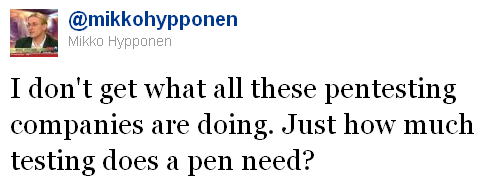 @mikkohypponen
Mikko Hypponen
I don't get what all these pentesting
companies are doing. Just how much
testing does a pen need?